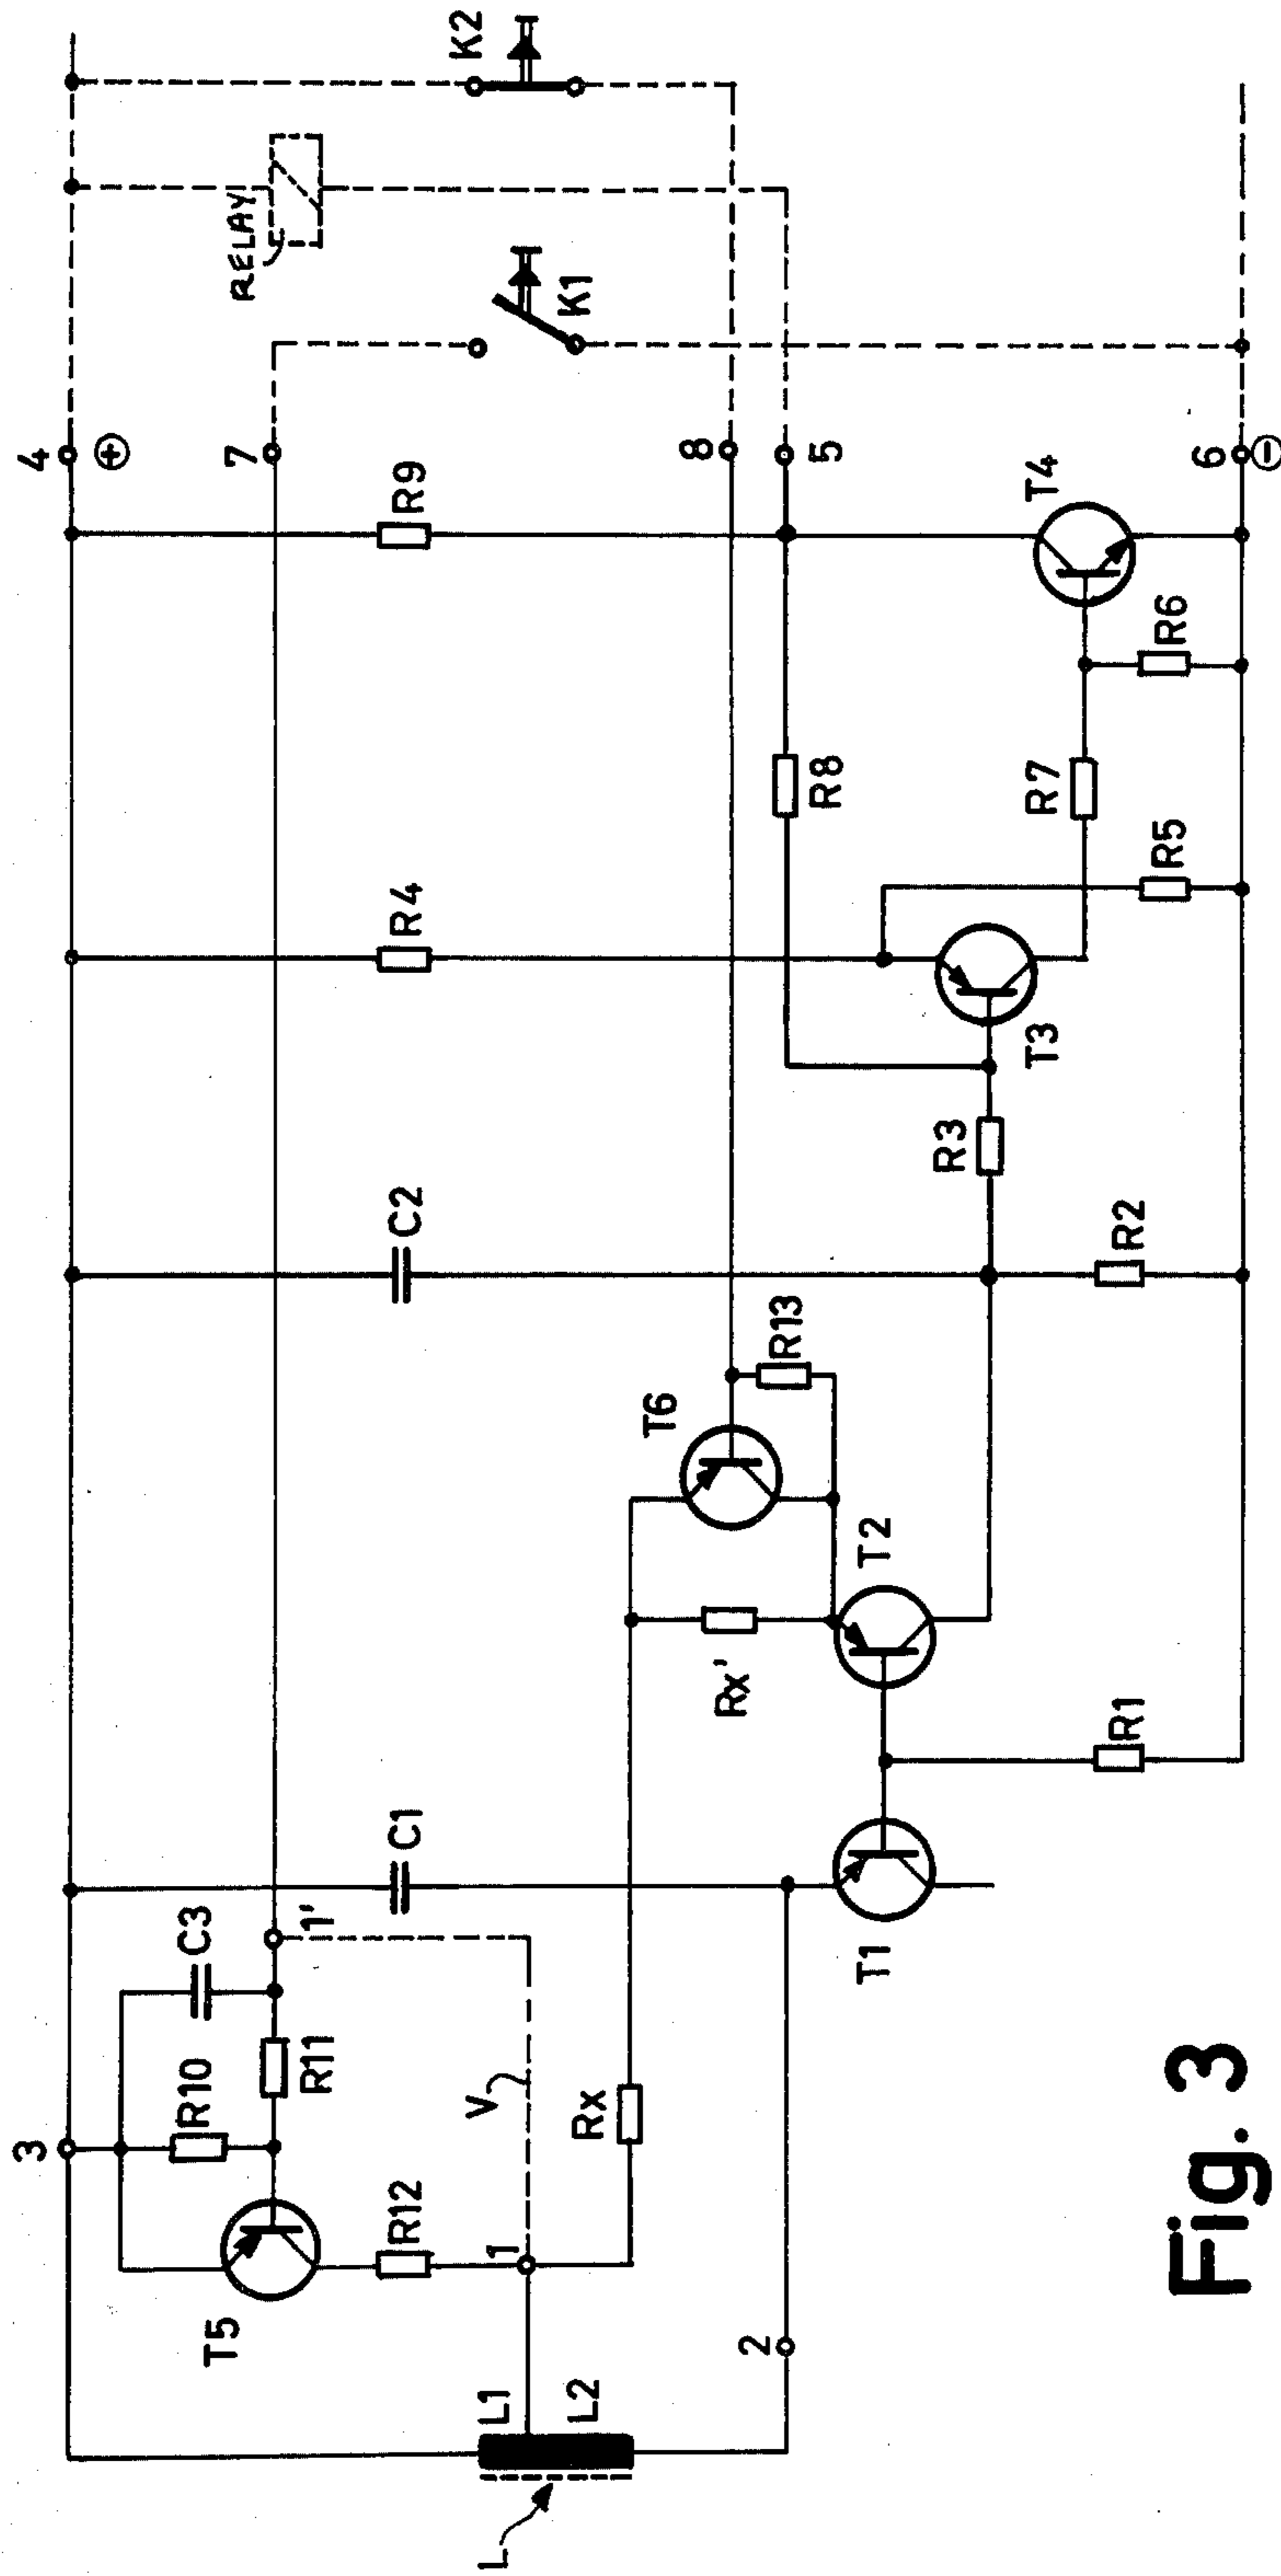 4
⊕
K2
RELAY
7
K1
8
5
6
⊖
R9
T4
R6
R8
R7
R5
R4
T3
R3
C2
R2
R13
T6
T2
Rx'
R1
C1
T1
1'
C3
R11
R10
3
V
Rx
R12
1
T5
2
L1
L2
L
Fig. 3